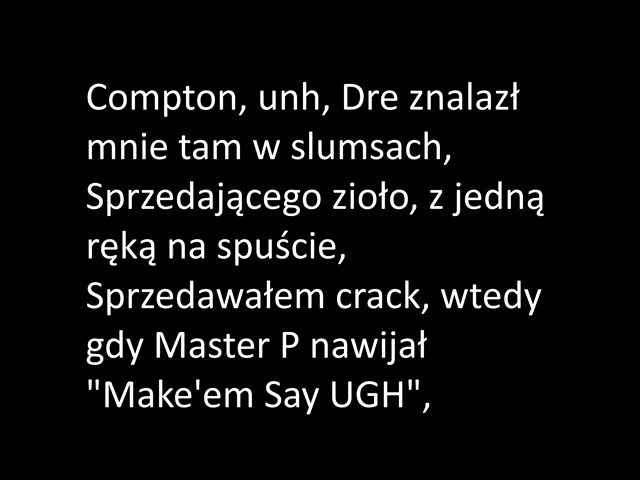 Compton, unh, Dre znalazł
mnie tam w slumsach,
Sprzedającego zioło, z jedną
ręką na spuście,
Sprzedawałem crack, wtedy
gdy Master P nawijał
"Make'em Say UGH",